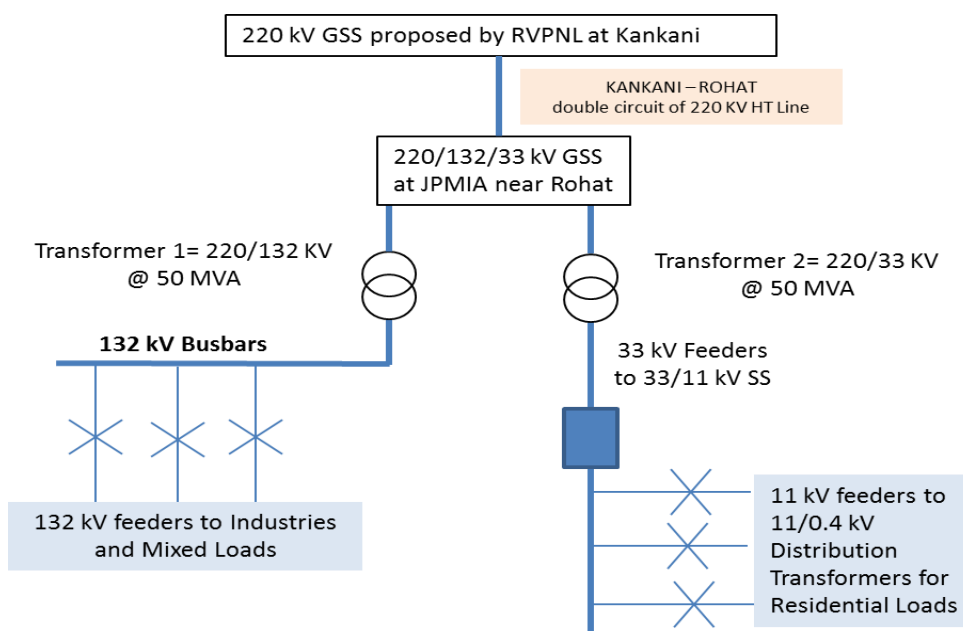 220 kV GSS proposed by RVPNL at Kankani
KANKANI – ROHAT
double circuit of 220 KV HT Line
220/132/33 kV GSS
at JPMIA near Rohat
Transformer 1= 220/132 KV
@ 50 MVA
Transformer 2= 220/33 KV
@ 50 MVA
132 kV Busbars
33 kV Feeders
to 33/11 kV SS
132 kV feeders to Industries
and Mixed Loads
11 kV feeders to
11/0.4 kV
Distribution
Transformers for
Residential Loads